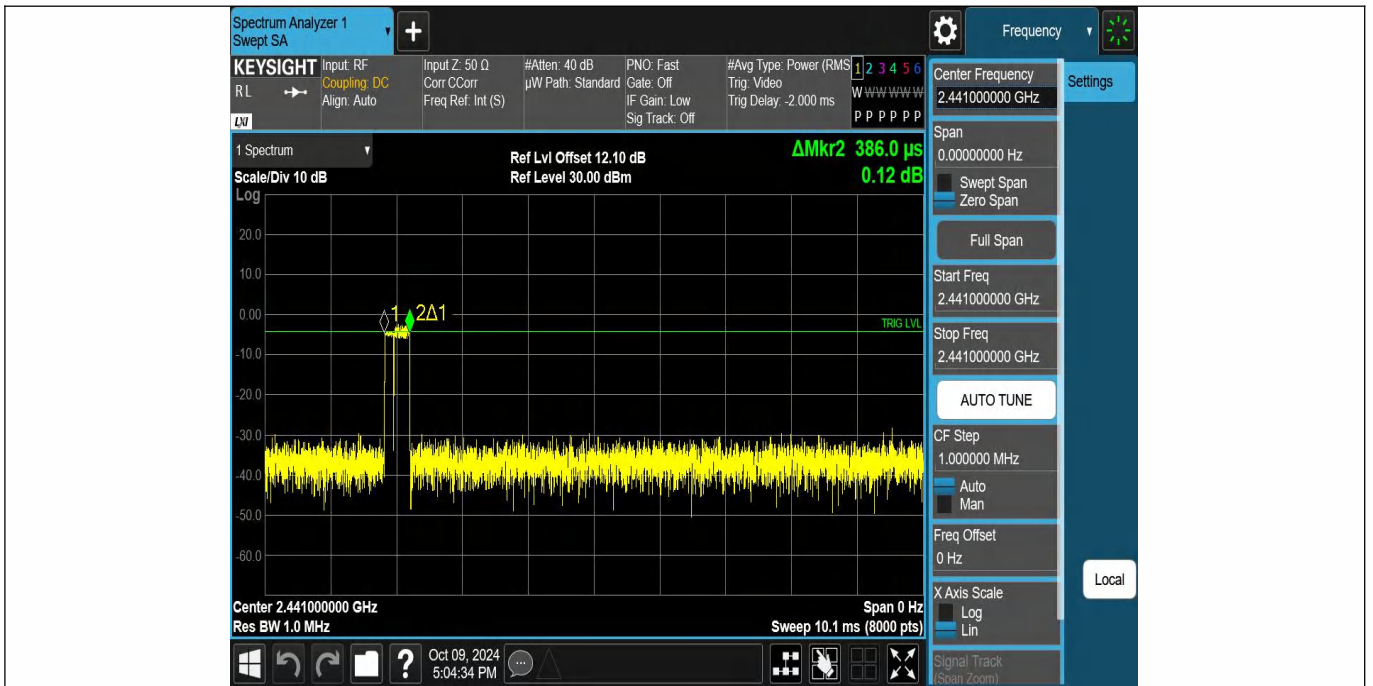 Spectrum Analyzer 1
Swept SA
+
Frequency
KEYSIGHT
RL
LXI
Input: RF
Coupling: DC
Align: Auto
Input Z: 50 Ω
Corr CCorr
Freq Ref: Int (S)
#Atten: 40 dB
µW Path: Standard
PNO: Fast
Gate: Off
IF Gain: Low
Sig Track: Off
#Avg Type: Power (RMS
Trig: Video
Trig Delay: -2.000 ms
1 2 3 4 5 6
W W W W W W
P P P P P P
1 Spectrum
Scale/Div 10 dB
Log
Ref Lvl Offset 12.10 dB
Ref Level 30.00 dBm
ΔMkr2 386.0 µs
0.12 dB
20.0
10.0
0.00
-10.0
-20.0
-30.0
-40.0
-50.0
-60.0
1
2Δ1
TRIG LVL
Center 2.441000000 GHz
Res BW 1.0 MHz
Span 0 Hz
Sweep 10.1 ms (8000 pts)
Center Frequency
2.441000000 GHz
Settings
Span
0.00000000 Hz
Swept Span
Zero Span
Full Span
Start Freq
2.441000000 GHz
Stop Freq
2.441000000 GHz
AUTO TUNE
CF Step
1.000000 MHz
Auto
Man
Freq Offset
0 Hz
X Axis Scale
Log
Lin
Signal Track
(Span Zoom)
Local
?
Oct 09, 2024
5:04:34 PM